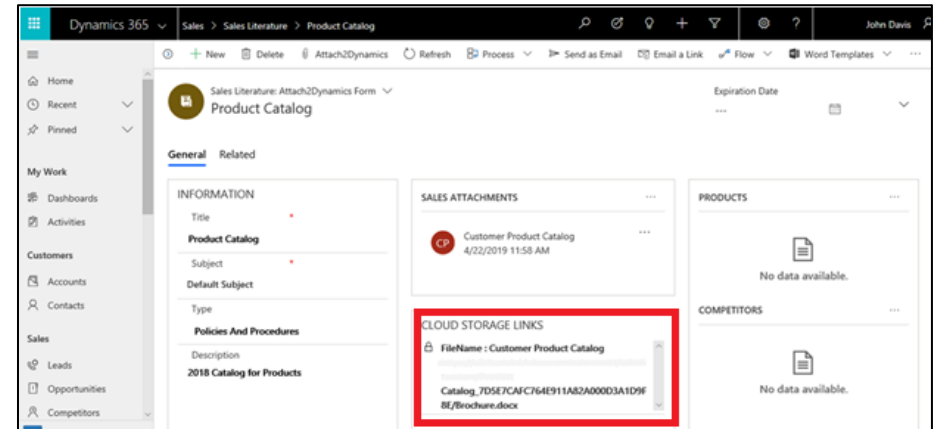 Dynamics 365
Sales > Sales Literature > Product Catalog
John Davis
+ New
Delete
Attach2Dynamics
Refresh
Process
Send as Email
Email a Link
Flow
Word Templates
...
Home
Recent
Pinned
My Work
Dashboards
Activities
Customers
Accounts
Contacts
Sales
Leads
Opportunities
Competitors
Sales Literature: Attach2Dynamics Form
Product Catalog
Expiration Date
---
General Related
INFORMATION
Title *
Product Catalog
Subject *
Default Subject
Type
Policies And Procedures
Description
2018 Catalog for Products
SALES ATTACHMENTS ...
CP
Customer Product Catalog ...
4/22/2019 11:58 AM
CLOUD STORAGE LINKS
FileName : Customer Product Catalog
Catalog_7D5E7CAFC764E911A82A000D3A1D9F
8E/Brochure.docx
PRODUCTS ...
No data available.
COMPETITORS ...
No data available.